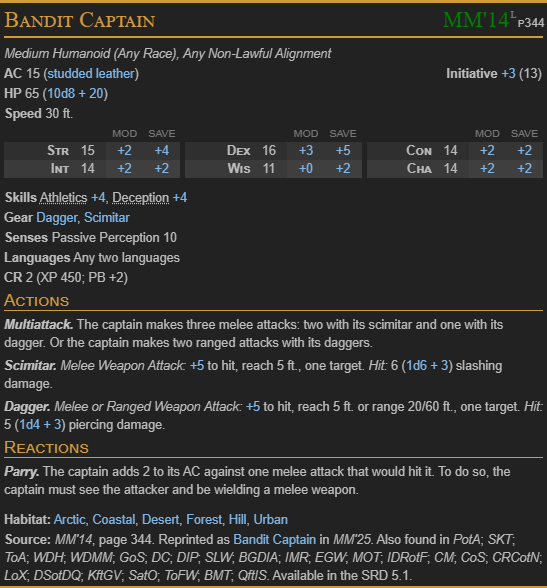 Bandit Captain MM'14 L P344
Medium Humanoid (Any Race), Any Non-Lawful Alignment
AC 15 (studded leather) Initiative +3 (13)
HP 65 (10d8 + 20)
Speed 30 ft.
MOD SAVE MOD SAVE MOD SAVE
Str 15 +2 +4 Dex 16 +3 +5 Con 14 +2 +2
Int 14 +2 +2 Wis 11 +0 +2 Cha 14 +2 +2
Skills Athletics +4, Deception +4
Gear Dagger, Scimitar
Senses Passive Perception 10
Languages Any two languages
CR 2 (XP 450; PB +2)
Actions
Multiattack. The captain makes three melee attacks: two with its scimitar and one with its
dagger. Or the captain makes two ranged attacks with its daggers.
Scimitar. Melee Weapon Attack: +5 to hit, reach 5 ft., one target. Hit: 6 (1d6 + 3) slashing
damage.
Dagger. Melee or Ranged Weapon Attack: +5 to hit, reach 5 ft. or range 20/60 ft., one target. Hit:
5 (1d4 + 3) piercing damage.
Reactions
Parry. The captain adds 2 to its AC against one melee attack that would hit it. To do so, the
captain must see the attacker and be wielding a melee weapon.
Habitat: Arctic, Coastal, Desert, Forest, Hill, Urban
Source: MM'14, page 344. Reprinted as Bandit Captain in MM'25. Also found in PotA; SKT;
ToA; WDH; WDMM; GoS; DC; DIP; SLW; BGDIA; IMR; EGW; MOT; IDRotF; CM; CoS; CRCotN;
LoX; DSotDQ; KftGV; SatO; ToFW; BMT; QftIS. Available in the SRD 5.1.